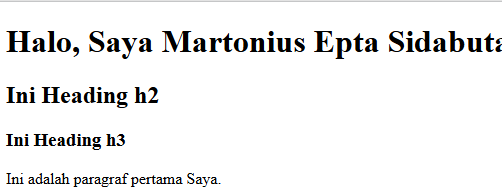 Halo, Saya Martonius Epta Sidabuta
Ini Heading h2
Ini Heading h3
Ini adalah paragraf pertama Saya.